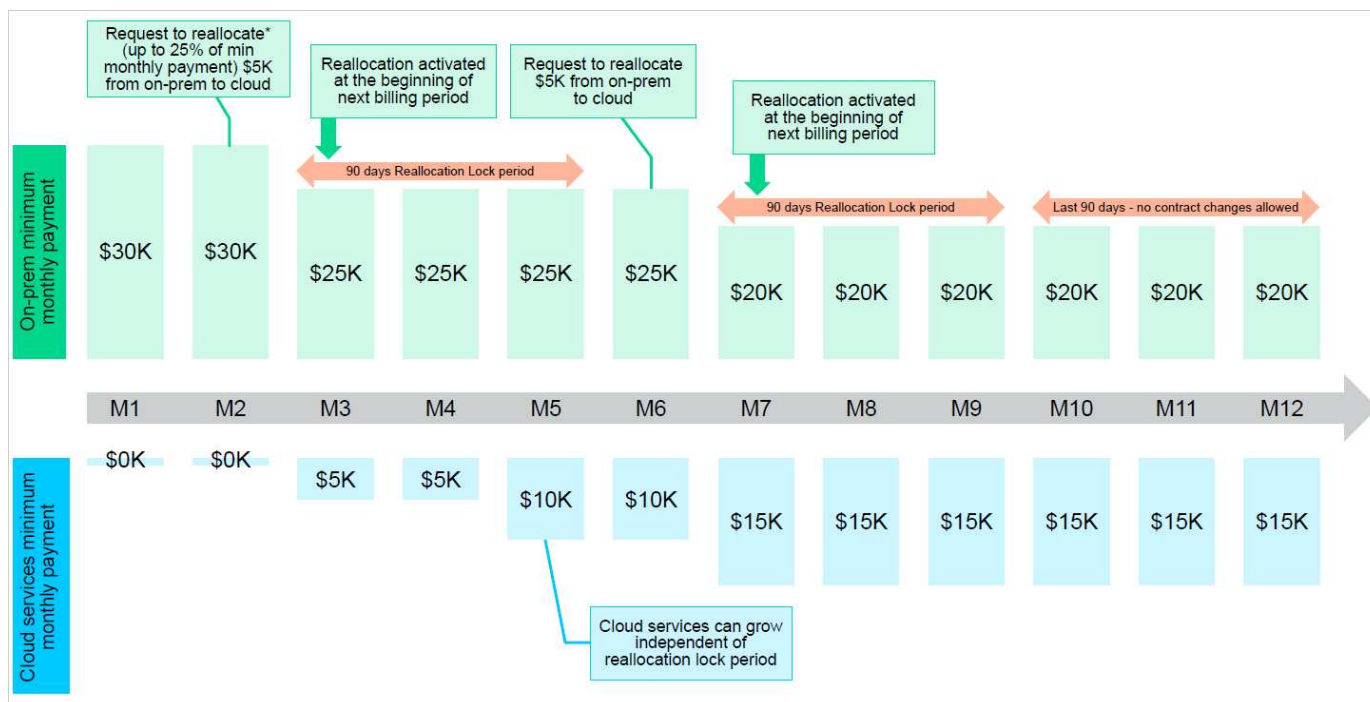 Request to reallocate*
(up to 25% of min
monthly payment) $5K
from on-prem to cloud
Reallocation activated
at the beginning of
next billing period
Request to reallocate
$5K from on-prem
to cloud
Reallocation activated
at the beginning of
next billing period
On-prem minimum
monthly payment
90 days Reallocation Lock period
90 days Reallocation Lock period
Last 90 days - no contract changes allowed
$30K
$30K
$25K
$25K
$25K
$25K
$20K
$20K
$20K
$20K
$20K
$20K
M1
M2
M3
M4
M5
M6
M7
M8
M9
M10
M11
M12
Cloud services minimum
monthly payment
$0K
$0K
$5K
$5K
$10K
$10K
$15K
$15K
$15K
$15K
$15K
$15K
Cloud services can grow
independent of
reallocation lock period